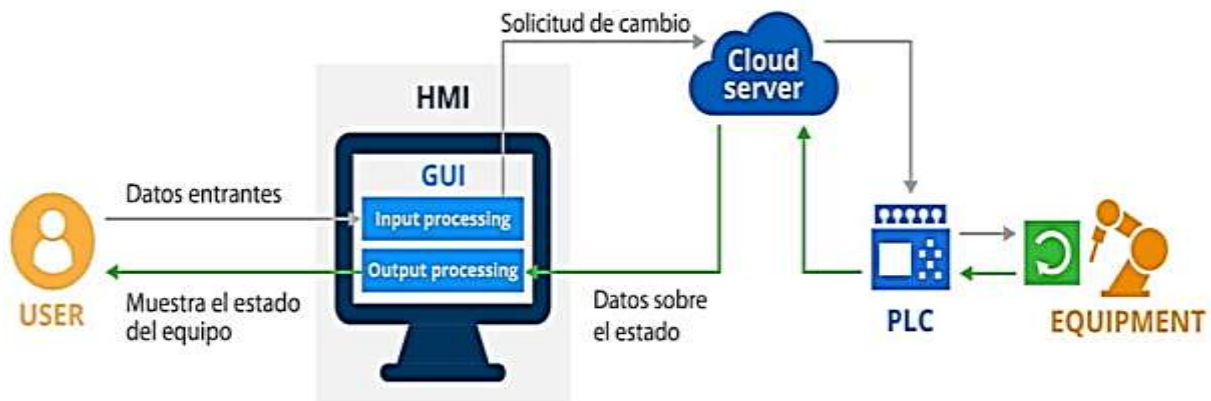 Solicitud de cambio
Cloud
server
HMI
GUI
Datos entrantes
Input processing
Output processing
USER
Muestra el estado
del equipo
Datos sobre
el estado
PLC
EQUIPMENT